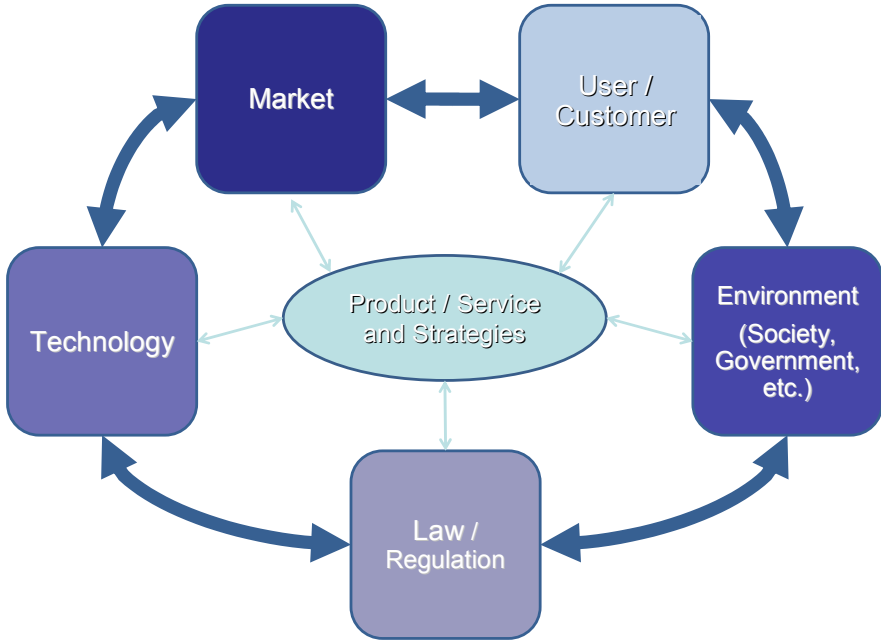 Market
User /
Customer
Technology
Product / Service
and Strategies
Environment
(Society,
Government,
etc.)
Law /
Regulation